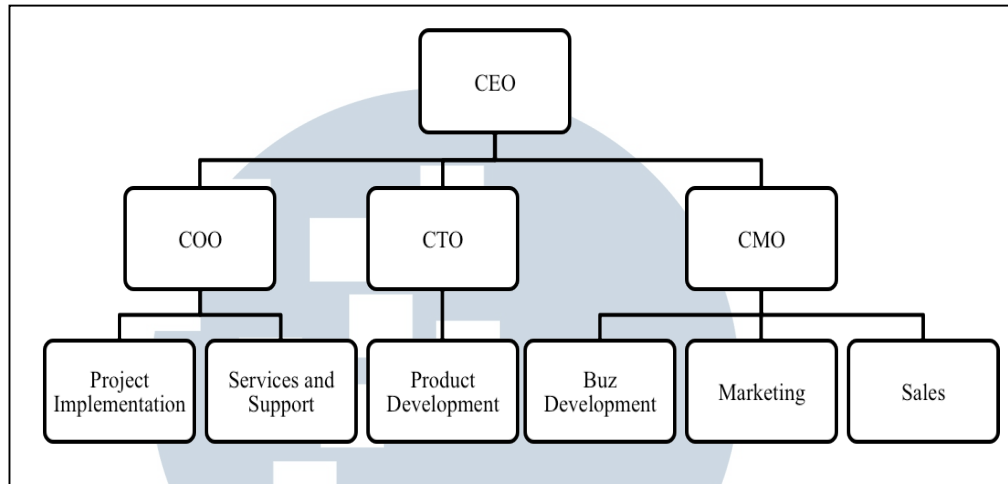 CEO
COO
CTO
CMO
Project
Implementation
Services and
Support
Product
Development
Buz
Development
Marketing
Sales